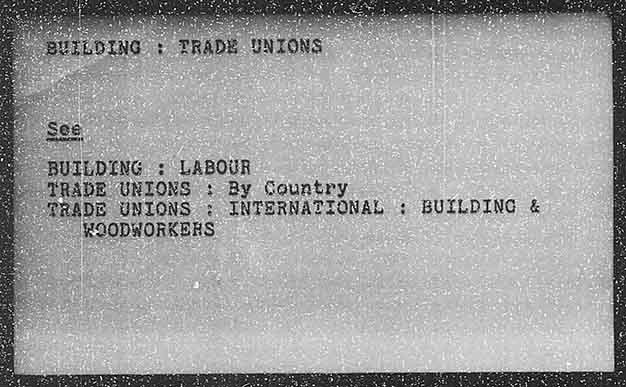 BUILDING : TRADE UNIONS
See
BUILDING : LABOUR
TRADE UNIONS : By Country
TRADE UNIONS : INTERNATIONAL : BUILDING &
WOODWORKERS